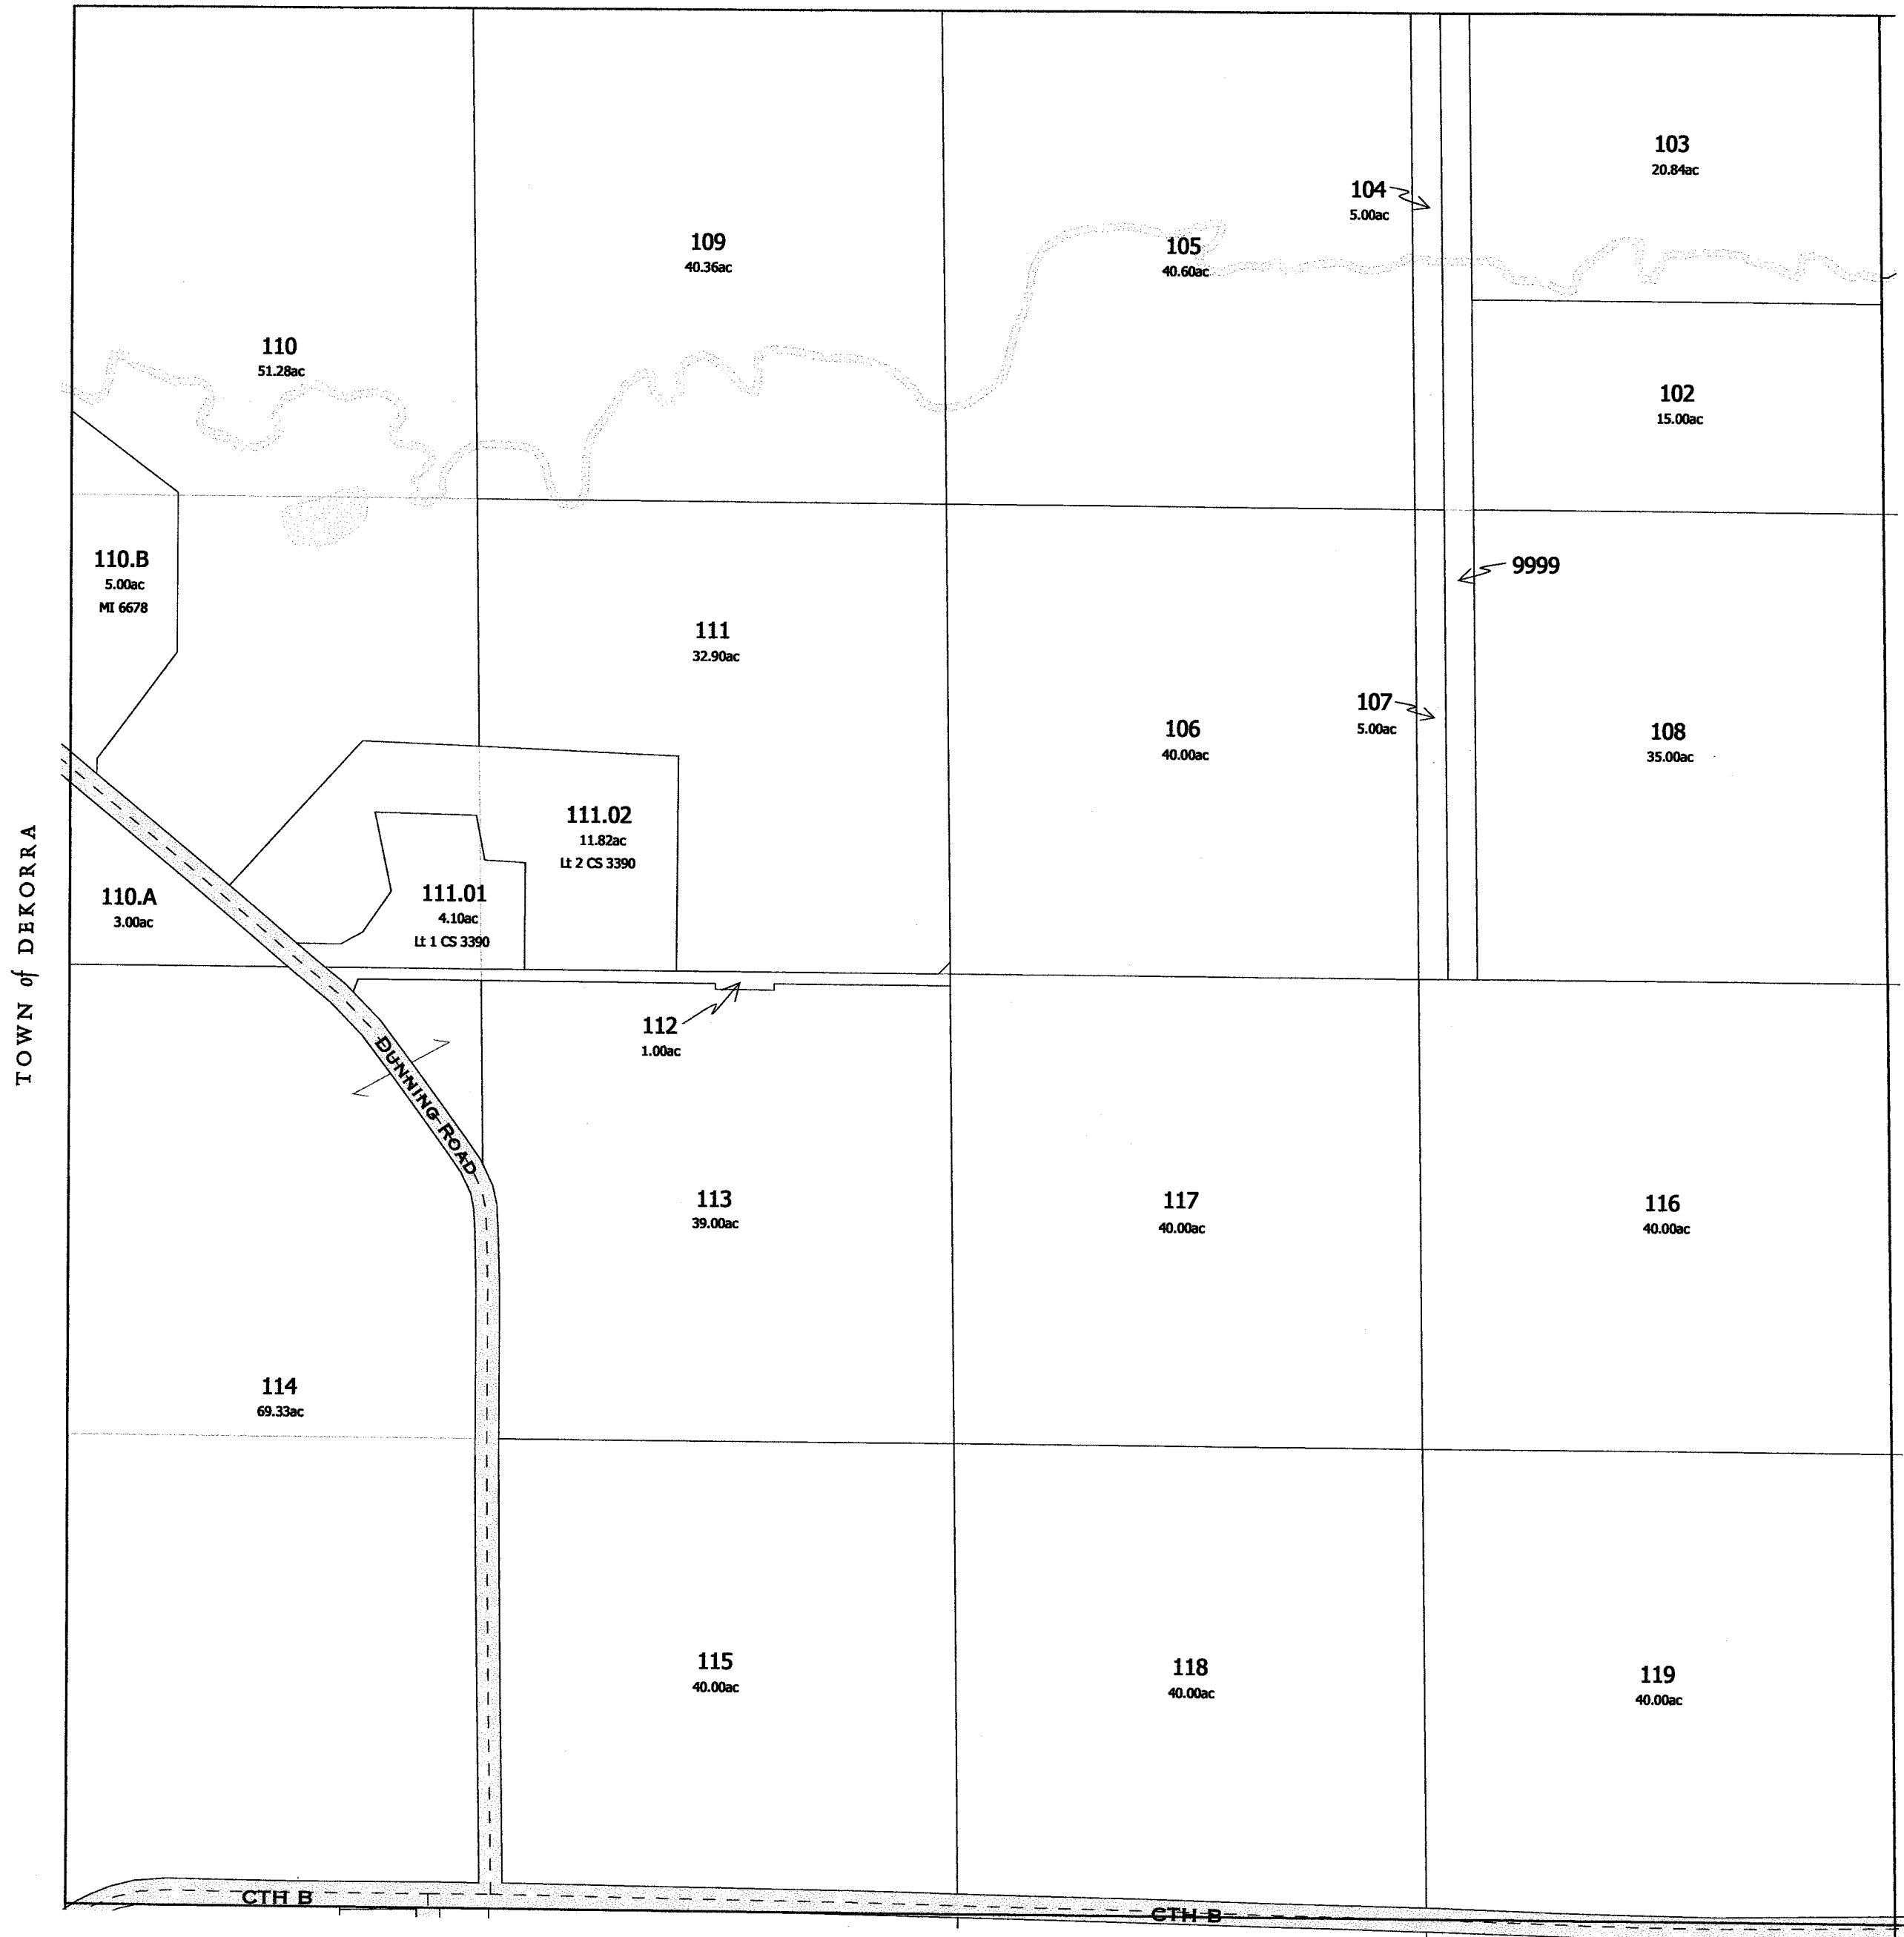 103
20.84ac
104
5.00ac
109
40.36ac
105
40.60ac
110
51.28ac
102
15.00ac
110.B
5.00ac
MI 6678
9999
111
32.90ac
107
5.00ac
106
40.00ac
108
35.00ac
111.02
11.82ac
Lt 2 CS 3390
111.01
4.10ac
Lt 1 CS 3390
110.A
3.00ac
TOWN of DEKORRA
112
1.00ac
DUNNING ROAD
113
39.00ac
117
40.00ac
116
40.00ac
114
69.33ac
115
40.00ac
118
40.00ac
119
40.00ac
CTH B
CTH B